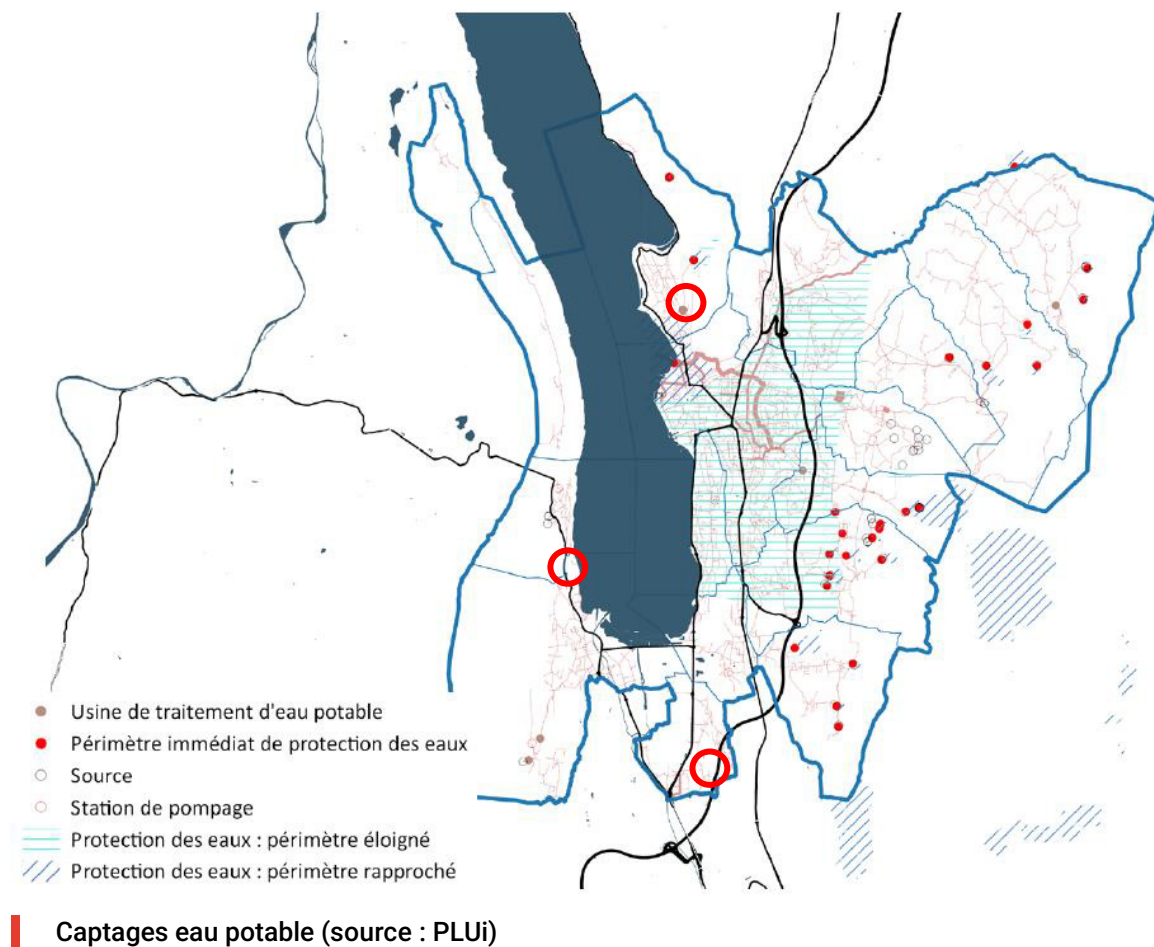 Usine de traitement d'eau potable
Périmètre immédiat de protection des eaux
Source
Station de pompage
Protection des eaux : périmètre éloigné
Protection des eaux : périmètre rapproché
Captages eau potable (source : PLUi)